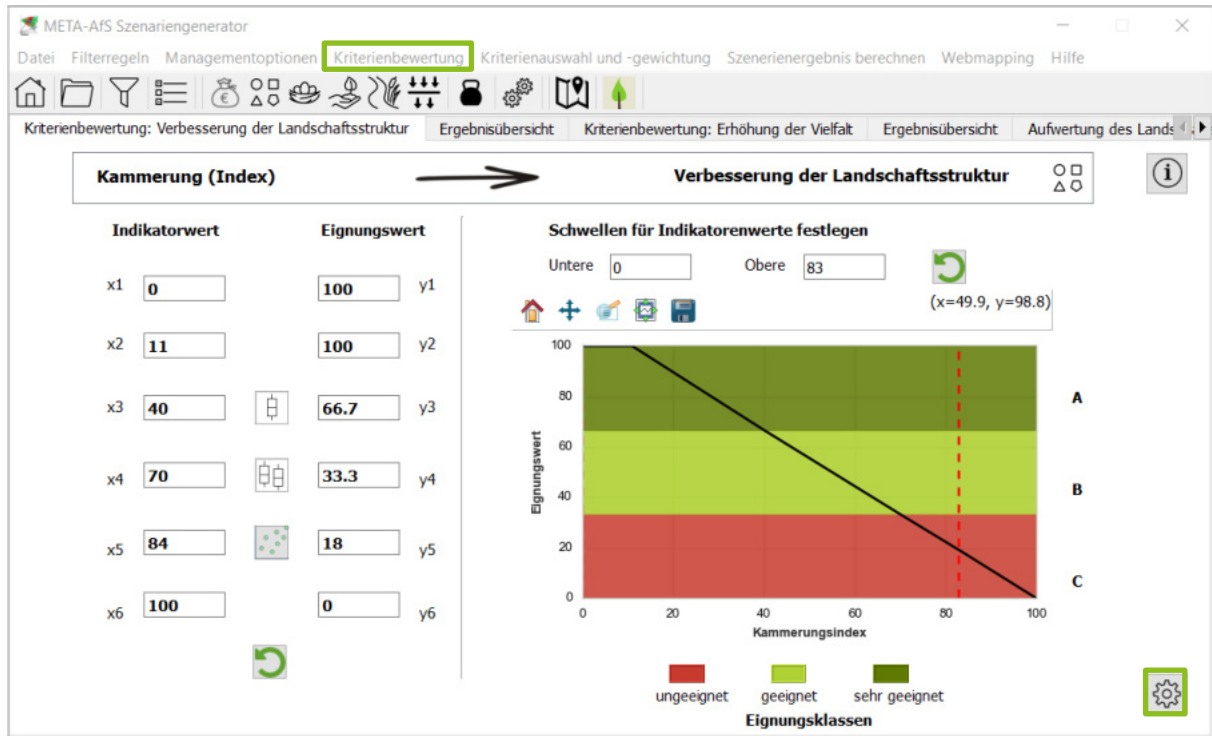 META-AfS Szenariengenerator
Datei Filterregeln Managementoptionen Kriterienbewertung Kriterienauswahl und -gewichtung Szenerienergebnis berechnen Webmapping Hilfe
Kriterienbewertung: Verbesserung der Landschaftsstruktur Ergebnisübersicht Kriterienbewertung: Erhöhung der Vielfalt Ergebnisübersicht Aufwertung des Lands
Kammerung (Index) Verbesserung der Landschaftsstruktur i
Indikatorwert Eignungswert
x1 0 100 y1
x2 11 100 y2
x3 40 66.7 y3
x4 70 33.3 y4
x5 84 18 y5
x6 100 0 y6
Schwellen für Indikatorenwerte festlegen
Untere 0 Obere 83
(x=49.9, y=98.8)
100
80
60
40
20
0
Eignungswert
A
B
C
0 20 40 60 80 100
Kammerungsindex
ungeeignet geeignet sehr geeignet
Eignungsklassen